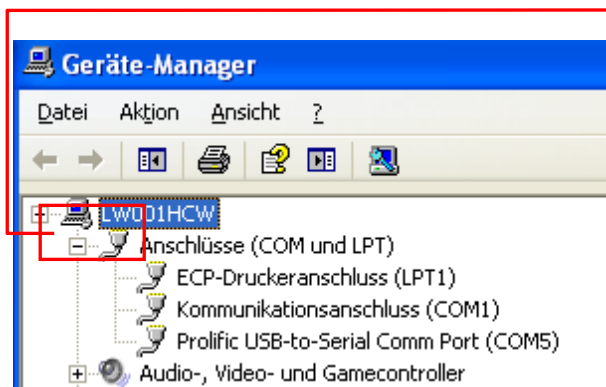 Geräte-Manager
Datei Aktion Ansicht ?
LW001HCW
Anschlüsse (COM und LPT)
ECP-Druckeranschluss (LPT1)
Kommunikationsanschluss (COM1)
Prolific USB-to-Serial Comm Port (COM5)
Audio-, Video- und Gamecontroller